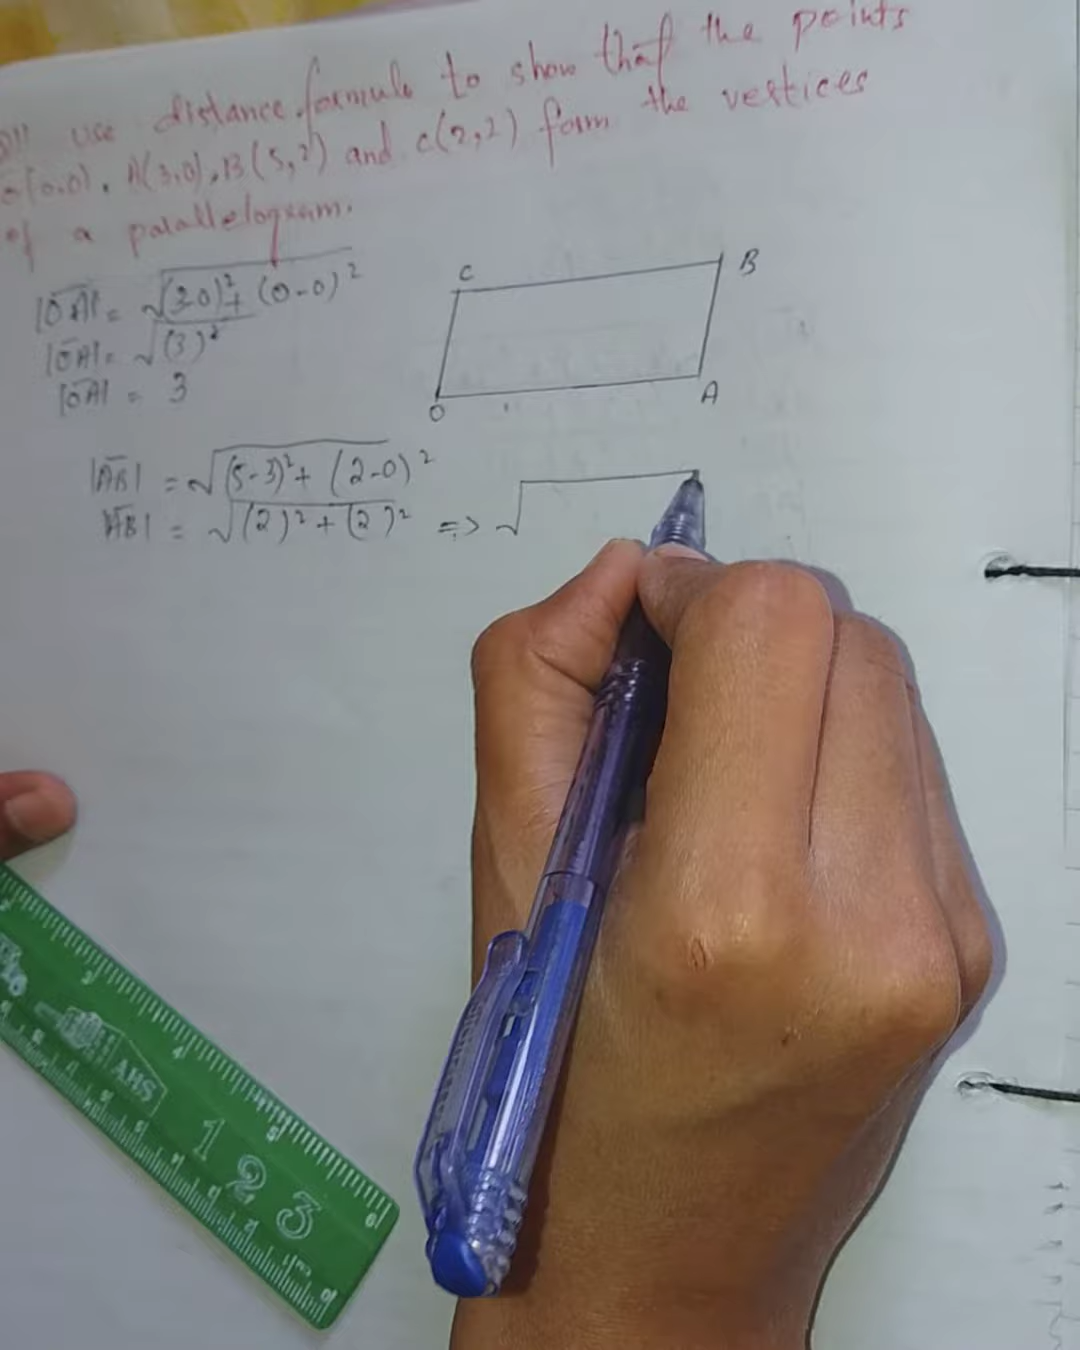 Q11 use distance formula to show that the points
O(0,0), A(3,0), B(5,2) and C(2,2) form the vertices
of a parallelogram.
|OA| = √(3-0)² + (0-0)²
|OA| = √(3)²
|OA| = 3
C B
O A
|AB| = √(5-3)² + (2-0)²
|AB| = √(2)² + (2)² => √
AHS
1 2 3